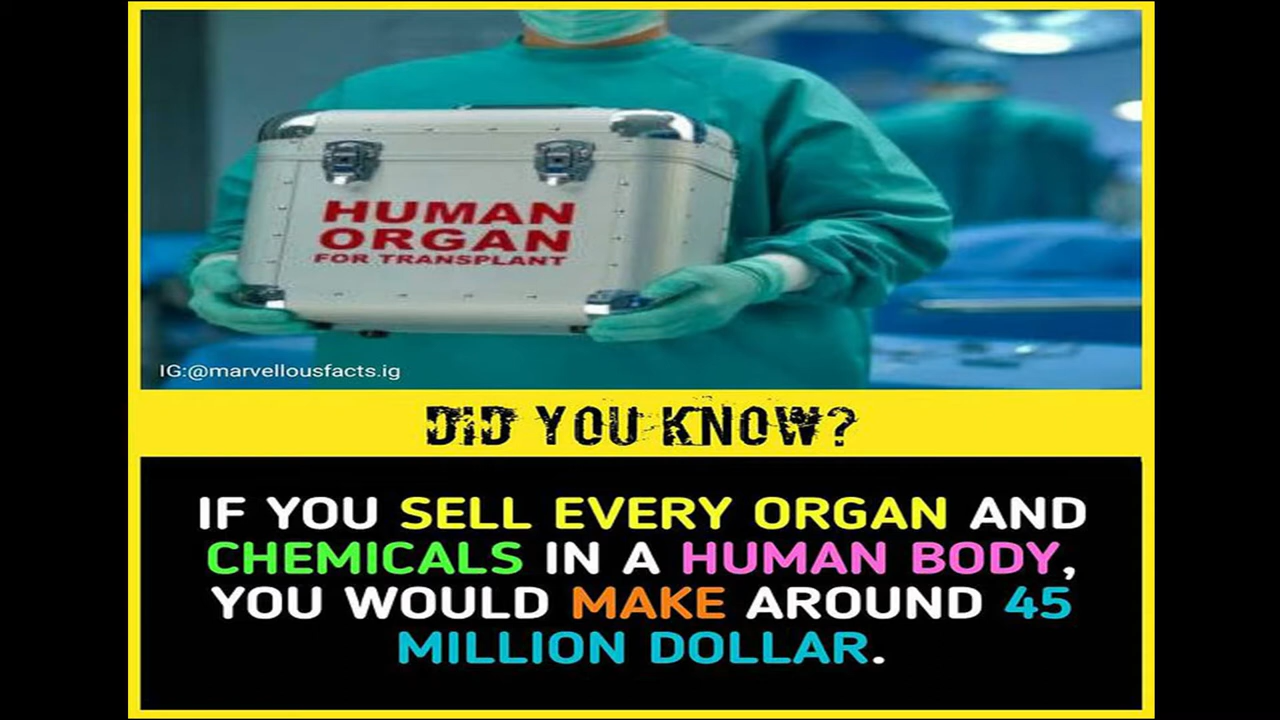 HUMAN
ORGAN
FOR TRANSPLANT
IG:@marvellousfacts.ig
DID YOU KNOW?
IF YOU SELL EVERY ORGAN AND
CHEMICALS IN A HUMAN BODY,
YOU WOULD MAKE AROUND 45
MILLION DOLLAR.